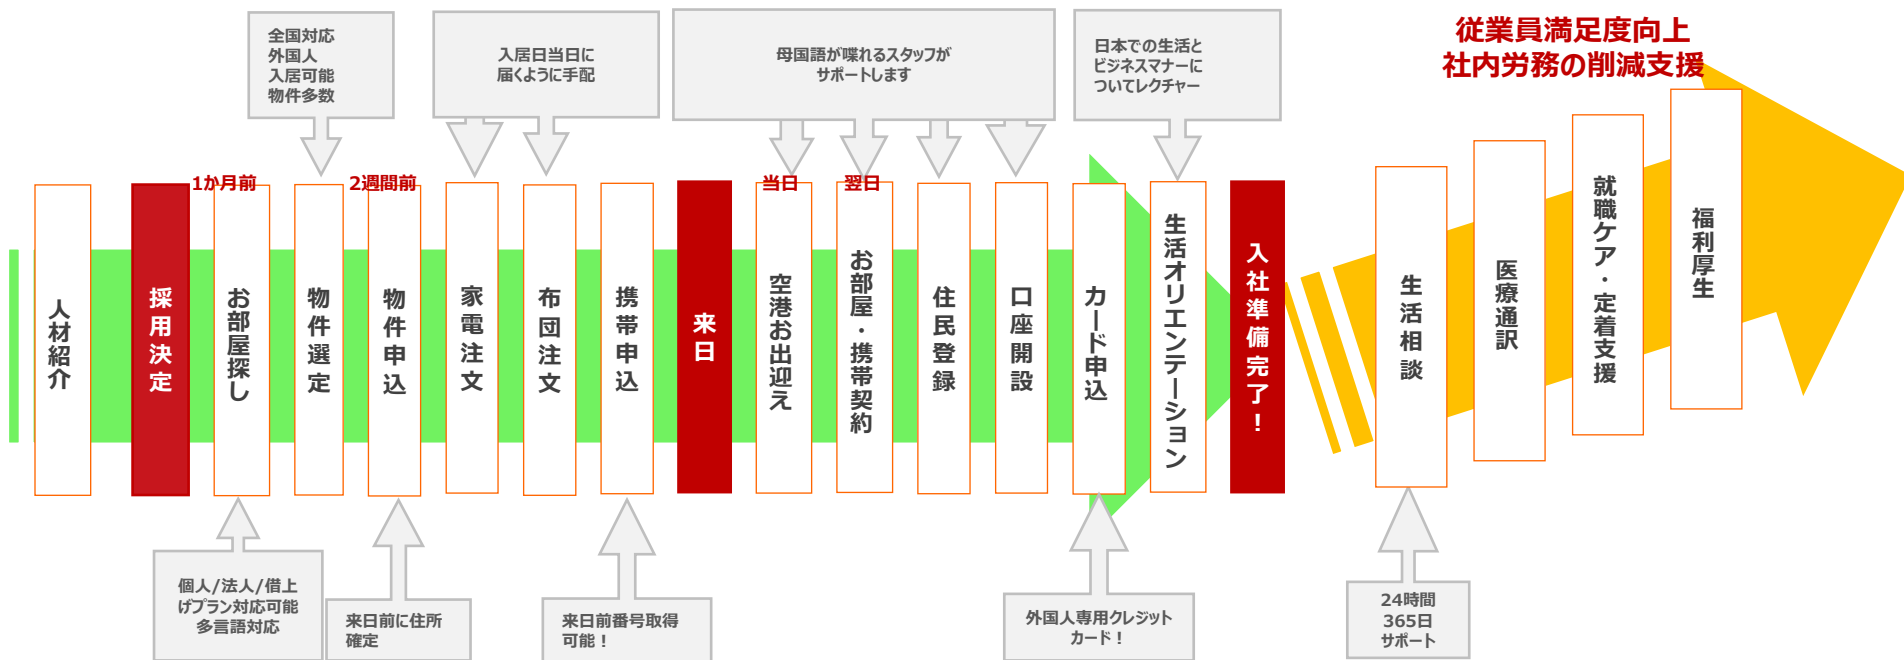 従業員満足度向上
社内労務の削減支援
全国対応
外国人
入居可能
物件多数
入居日当日に
届くように手配
母国語が喋れるスタッフが
サポートします
日本での生活と
ビジネスマナーに
ついてレクチャー
1か月前
2週間前
当日
翌日
人材紹介
採用決定
お部屋探し
物件選定
物件申込
家電注文
布団注文
携帯申込
来日
空港お出迎え
お部屋・携帯契約
住民登録
口座開設
カード申込
生活オリエンテーション
入社準備完了！
生活相談
医療通訳
就職ケア・定着支援
福利厚生
個人/法人/借上
げプラン対応可能
多言語対応
来日前に住所
確定
来日前番号取得
可能！
外国人専用クレジット
カード！
24時間
365日
サポート